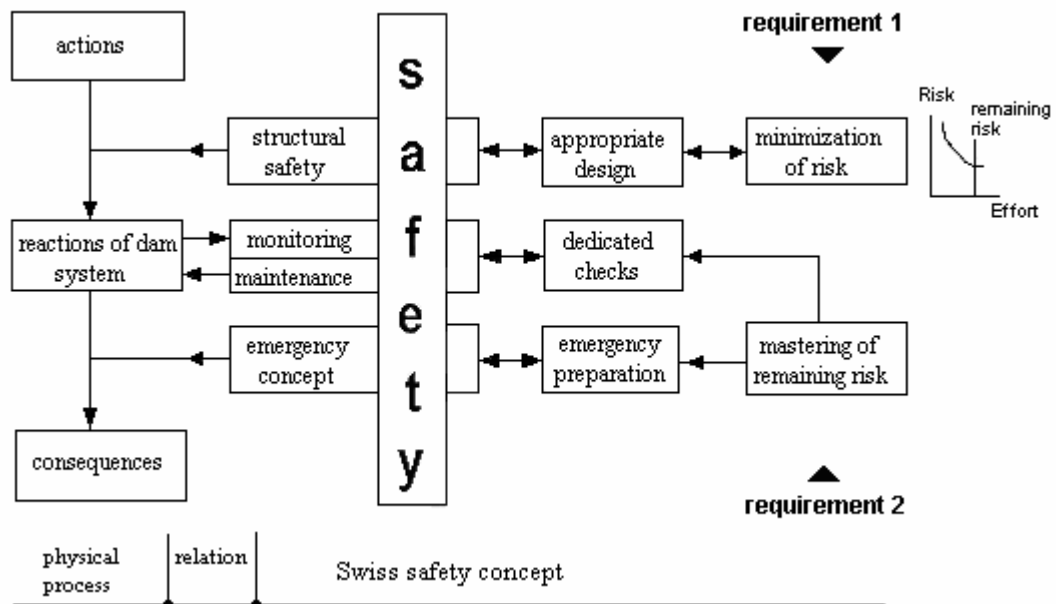 requirement 1
actions
s
a
f
e
t
y
structural
safety
appropriate
design
minimization
of risk
Risk
remaining
risk
Effort
reactions of dam
system
monitoring
maintenance
dedicated
checks
emergency
concept
emergency
preparation
mastering of
remaining risk
consequences
requirement 2
physical
process
relation
Swiss safety concept